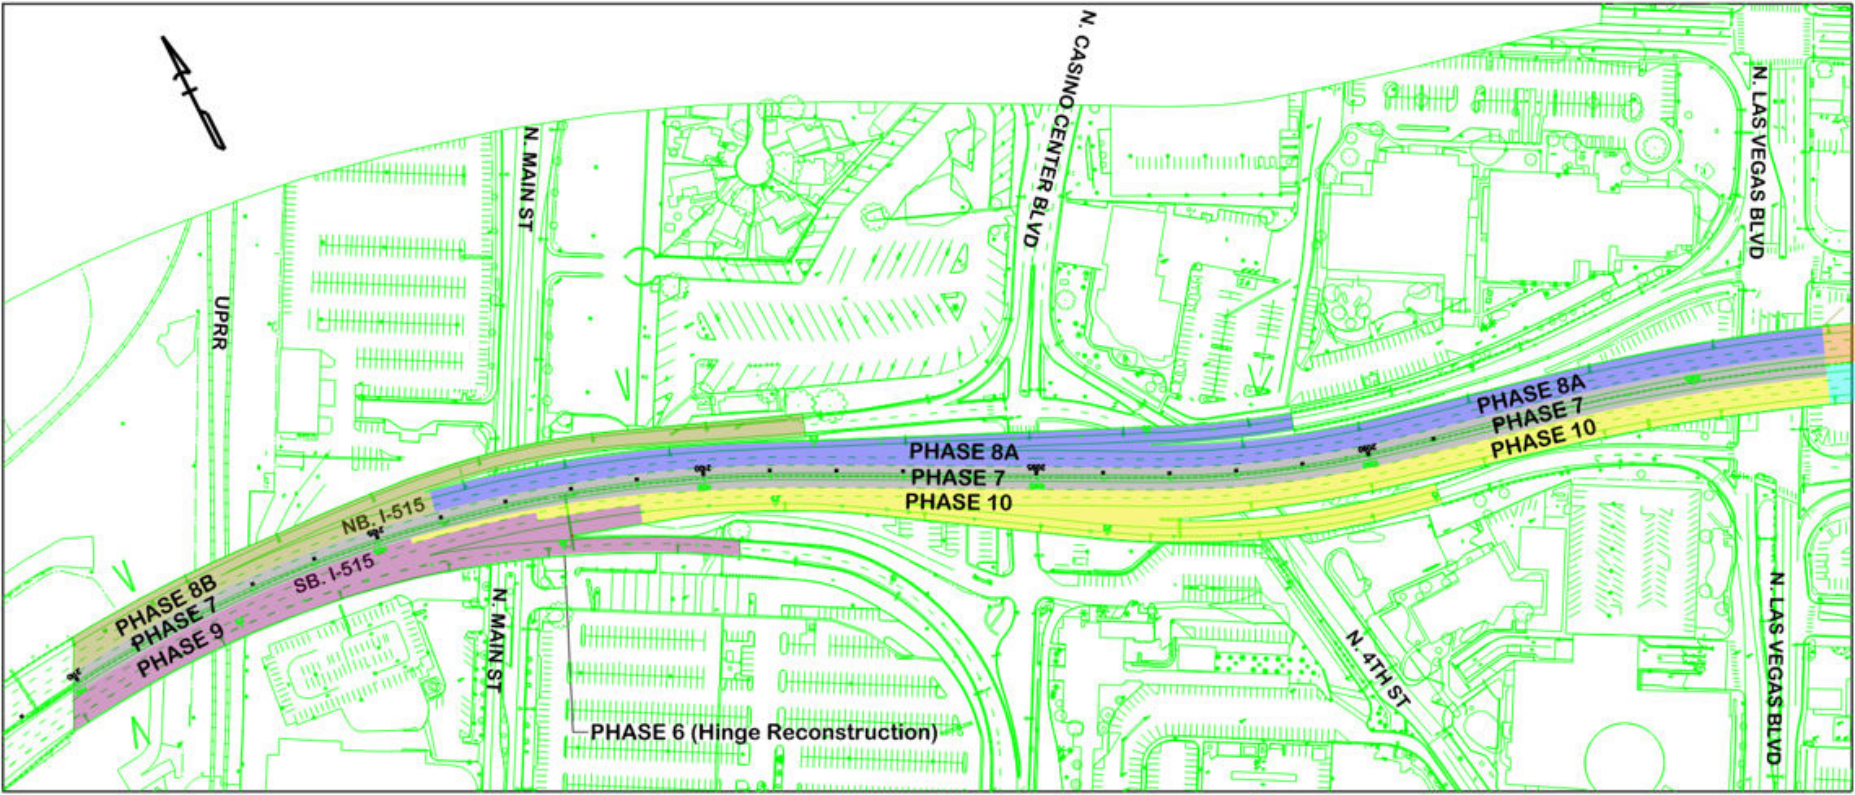 N. CASINO CENTER BLVD
N. LAS VEGAS BLVD
N. MAIN ST
UPRR
PHASE 8A
PHASE 7
PHASE 10
PHASE 8A
PHASE 7
PHASE 10
NB. I-515
SB. I-515
PHASE 8B
PHASE 7
PHASE 9
N. MAIN ST
N. 4TH ST
N. LAS VEGAS BLVD
PHASE 6 (Hinge Reconstruction)